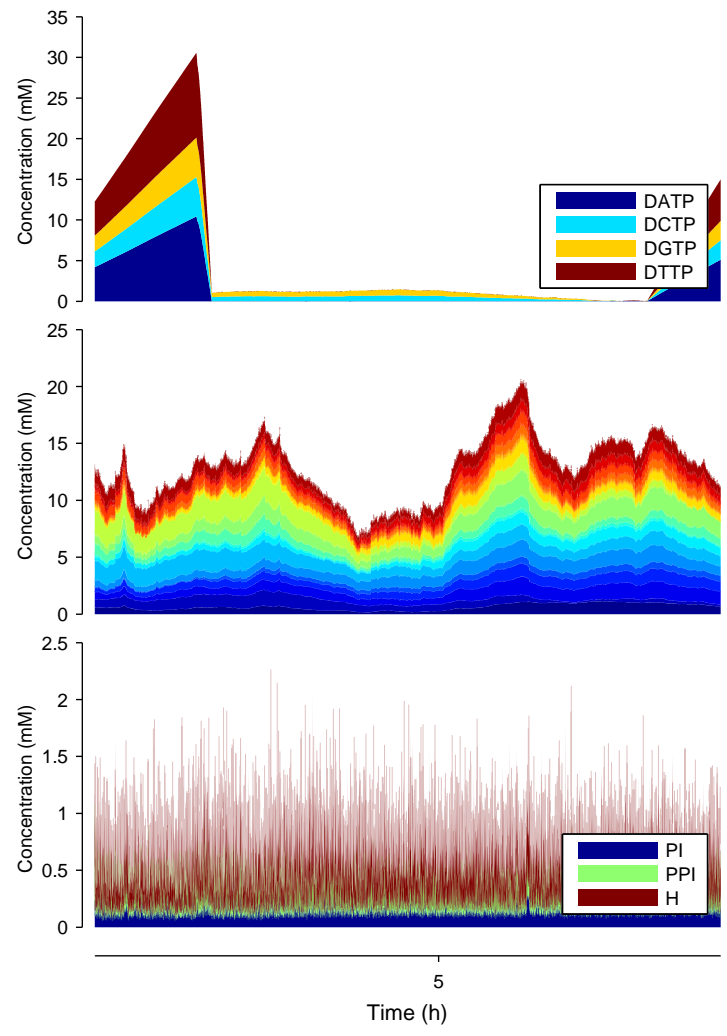 35
30
25
20
15
10
5
0
Concentration (mM)
DATP
DCTP
DGTP
DTTP
25
20
15
10
5
0
Concentration (mM)
2.5
2
1.5
1
0.5
0
Concentration (mM)
PI
PPI
H
5
Time (h)